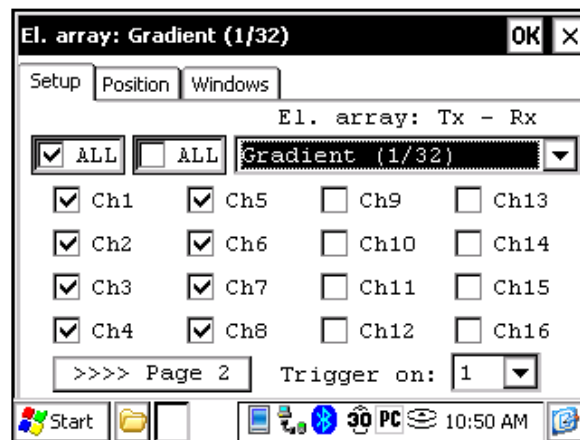 El. array: Gradient (1/32) OK ×
Setup Position Windows
El. array: Tx - Rx
ALL ALL Gradient (1/32)
Ch1 Ch5 Ch9 Ch13
Ch2 Ch6 Ch10 Ch14
Ch3 Ch7 Ch11 Ch15
Ch4 Ch8 Ch12 Ch16
>>>> Page 2 Trigger on: 1
Start 30 PC 10:50 AM